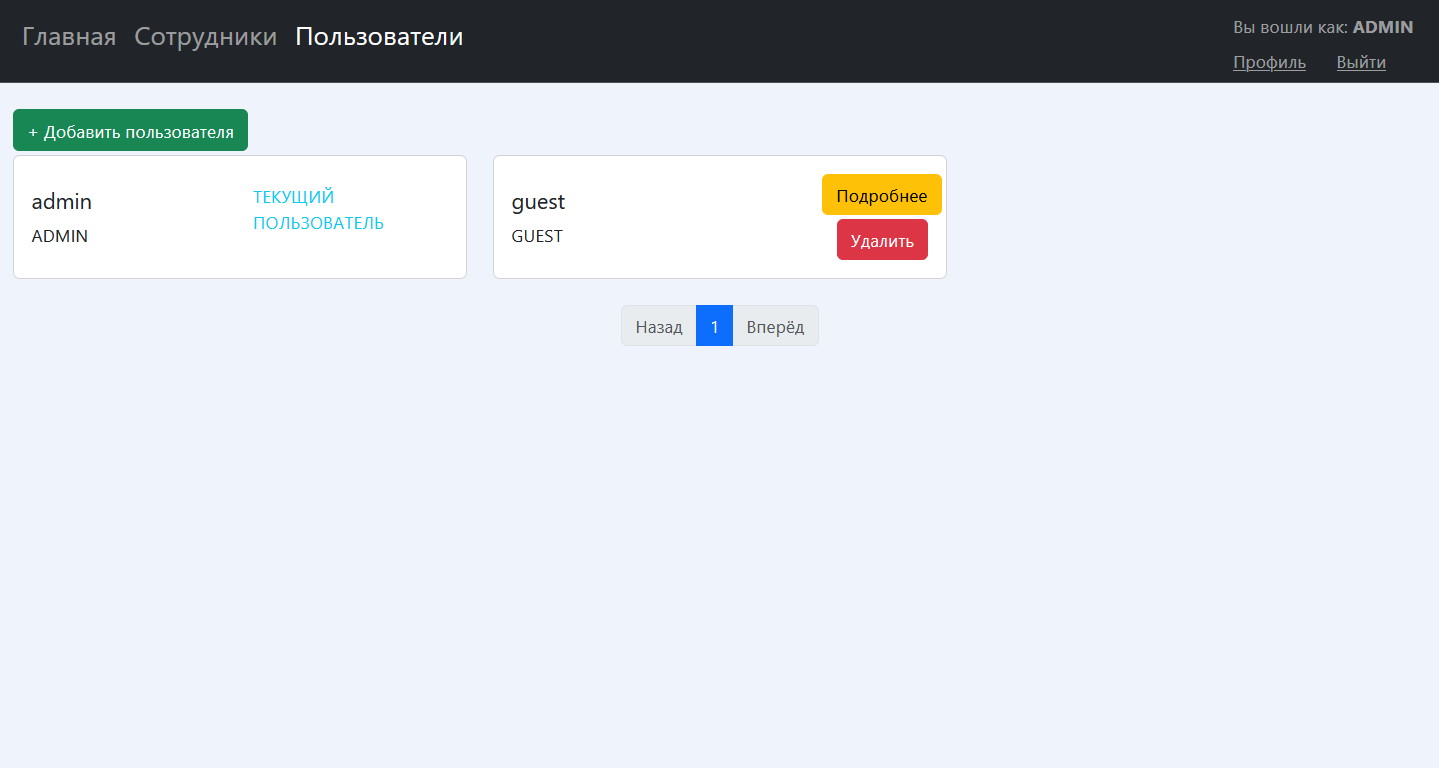 Главная Сотрудники Пользователи
Вы вошли как: ADMIN
Профиль Выйти
+ Добавить пользователя
admin
ADMIN
ТЕКУЩИЙ
ПОЛЬЗОВАТЕЛЬ
guest
GUEST
Подробнее
Удалить
Назад 1 Вперёд